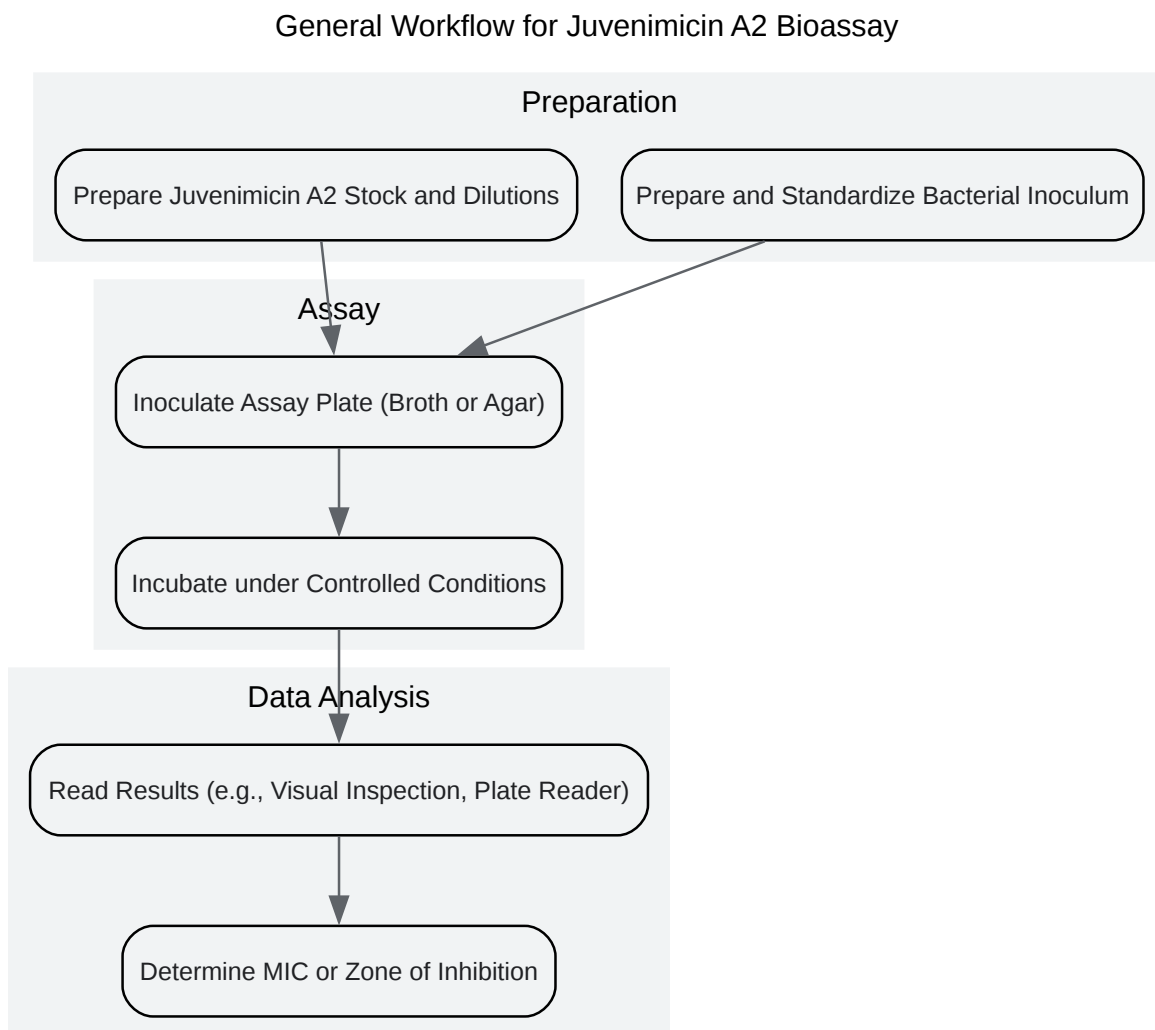 General Workflow for Juvenimicin A2 Bioassay
Preparation
Prepare Juvenimicin A2 Stock and Dilutions
Prepare and Standardize Bacterial Inoculum
Assay
Inoculate Assay Plate (Broth or Agar)
Incubate under Controlled Conditions
Data Analysis
Read Results (e.g., Visual Inspection, Plate Reader)
Determine MIC or Zone of Inhibition